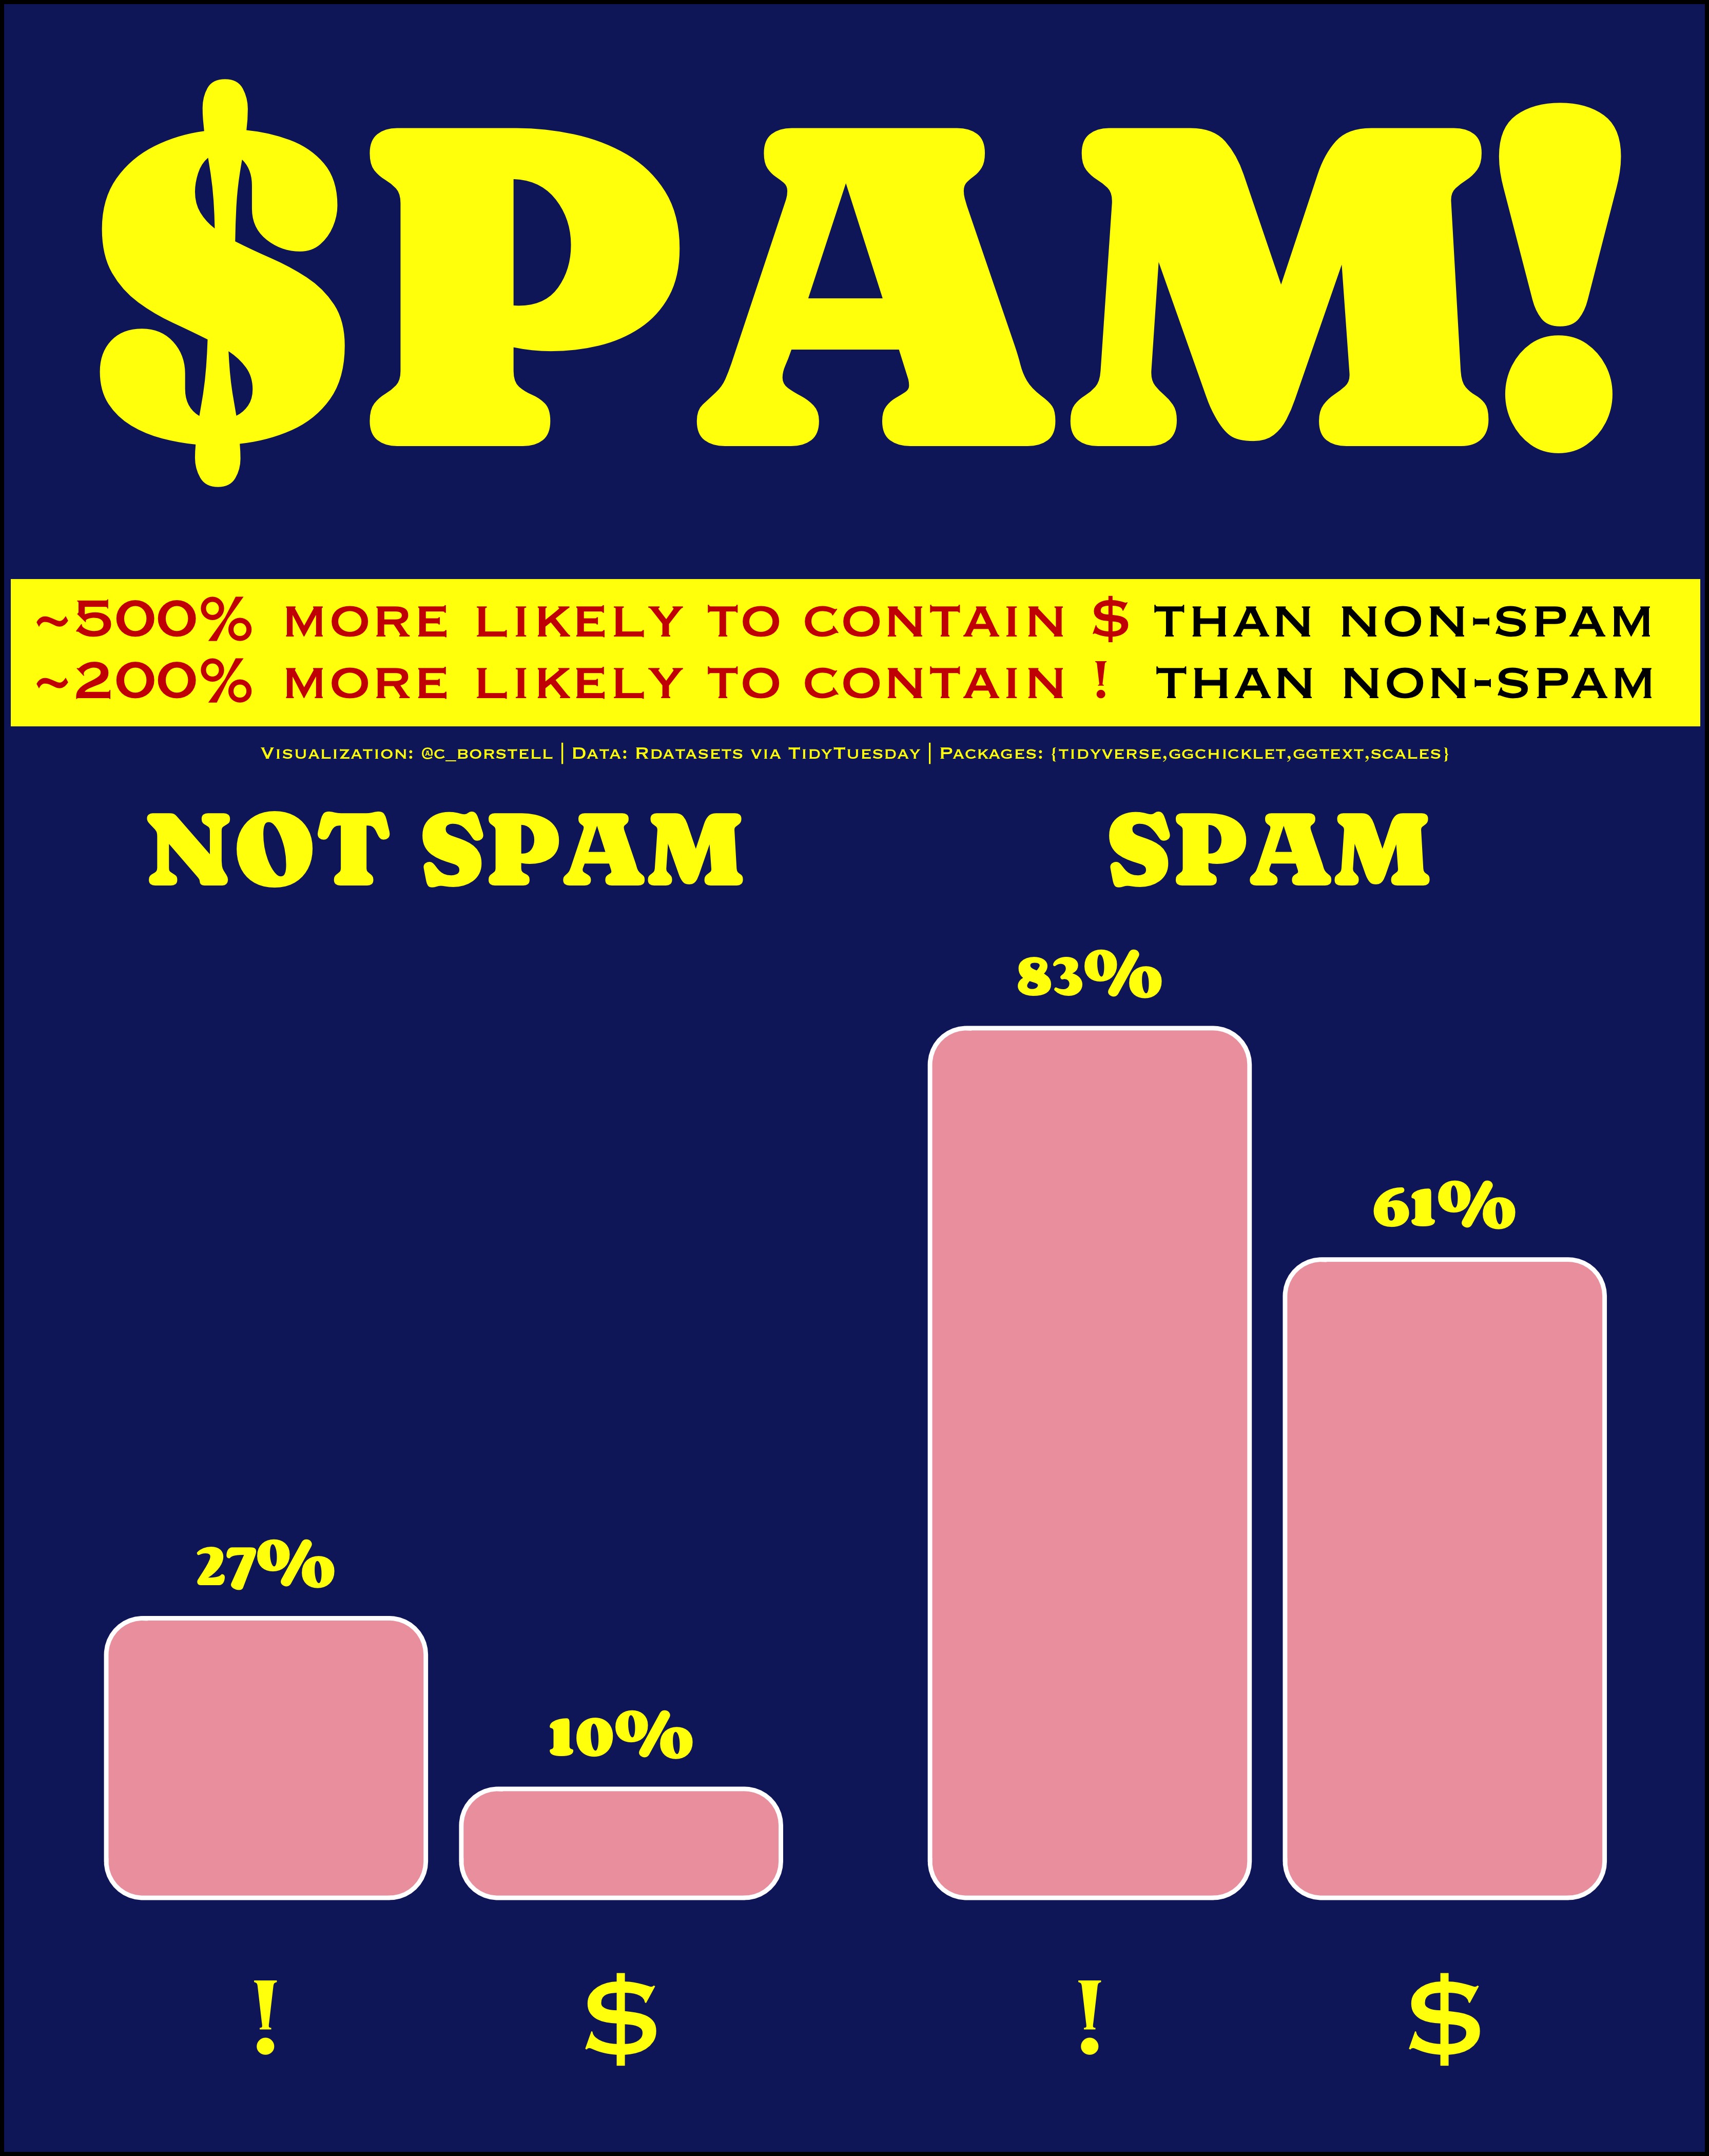 $PAM!
~500% MORE LIKELY TO CONTAIN $ THAN NON-SPAM
~200% MORE LIKELY TO CONTAIN ! THAN NON-SPAM
Visualization: @c_borstell | Data: Rdatasets via TidyTuesday | Packages: {tidyverse,ggchicklet,ggtext,scales}
NOT SPAM SPAM
83%
61%
27%
10%
! $ ! $